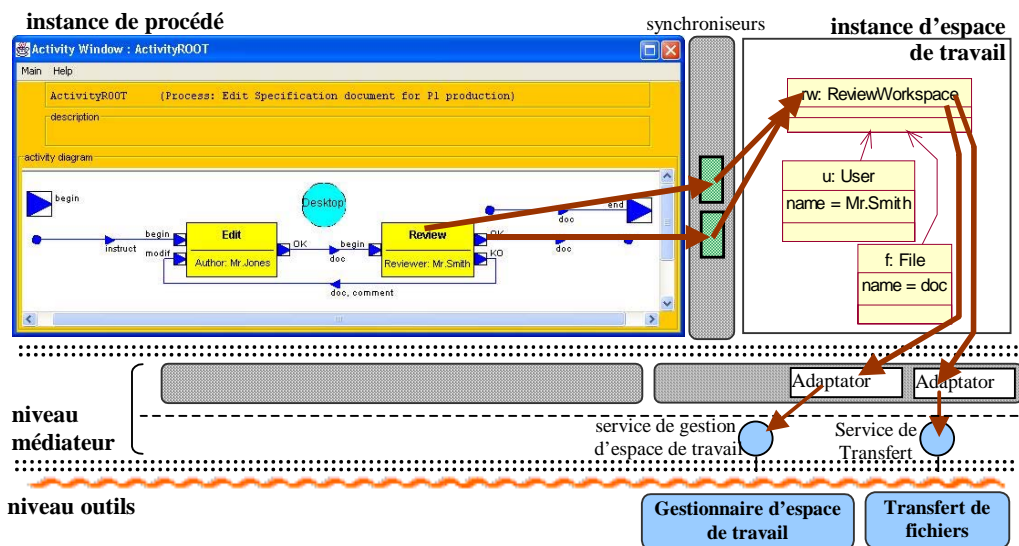 instance de procédé
synchroniseurs
instance d'espace
de travail
Activity Window : ActivityROOT
Main Help
ActivityROOT (Process: Edit Specification document for P1 production)
description
activity diagram
begin
Desktop
end
doc
instruct
begin
modif
Edit
Author: Mr.Jones
OK
doc
begin
Review
Reviewer: Mr.Smith
OK
KO
doc
doc, comment
rw: ReviewWorkspace
u: User
name = Mr.Smith
f: File
name = doc
Adaptator
Adaptator
niveau
médiateur
service de gestion
d'espace de travail
Service de
Transfert
niveau outils
Gestionnaire d'espace
de travail
Transfert de
fichiers